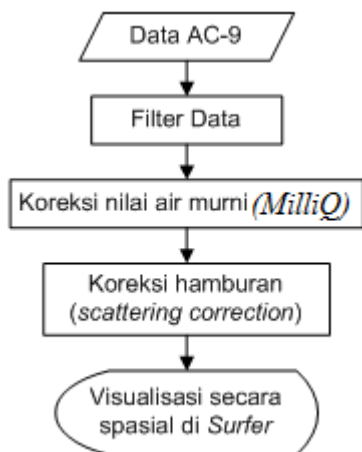 Data AC-9
Filter Data
Koreksi nilai air murni (MilliQ)
Koreksi hamburan
(scattering correction)
Visualisasi secara
spasial di Surfer